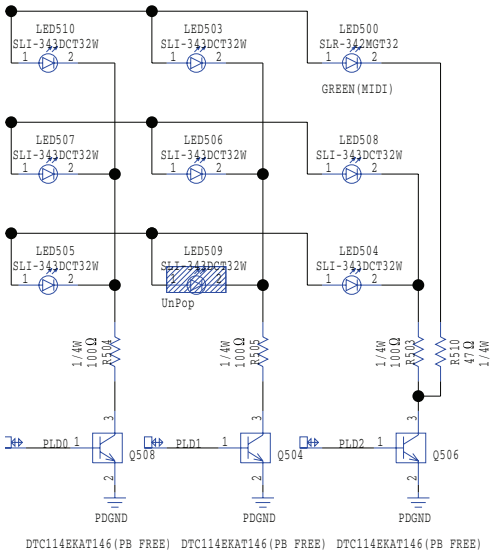 LED510 LED503 LED500
SLI-343DCT32W SLI-343DCT32W SLR-342MGT32
1 2 1 2 1 2
GREEN(MIDI)
LED507 LED506 LED508
SLI-343DCT32W SLI-343DCT32W SLI-343DCT32W
1 2 1 2 1 2
LED505 LED509 LED504
SLI-343DCT32W SLI-343DCT32W SLI-343DCT32W
1 2 1 2 1 2
UnPop
1/4W 100Ω R504
1/4W 100Ω R505
1/4W 100Ω R503
R510 47Ω 1/4W
3 3 3
PLD0 1 PLD1 1 PLD2 1
Q508 Q504 Q506
2 2 2
PDGND PDGND PDGND
DTC114EKAT146(PB FREE) DTC114EKAT146(PB FREE) DTC114EKAT146(PB FREE)